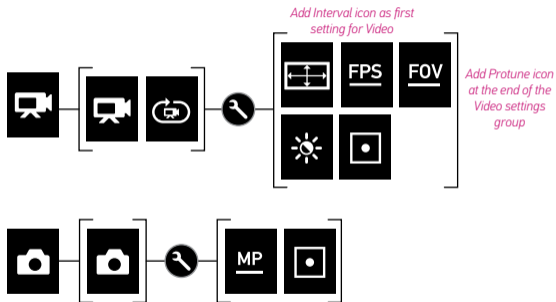 Add Interval icon as first
setting for Video
FPS
FOV
Add Protune icon
at the end of the
Video settings
group
MP